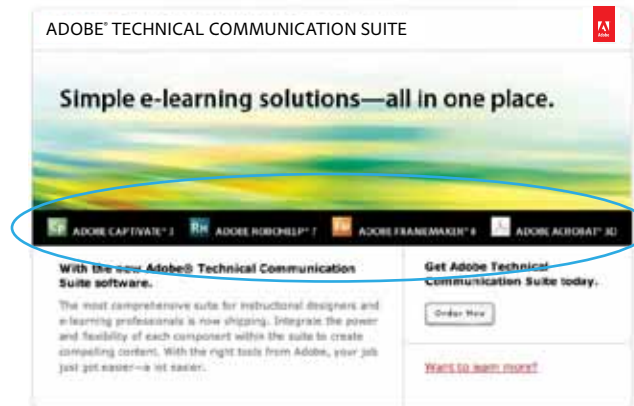 ADOBE® TECHNICAL COMMUNICATION SUITE
Adobe
Simple e-learning solutions—all in one place.
Cp ADOBE CAPTIVATE® 3 RH ADOBE ROBOHELP® 7 FM ADOBE FRAMEMAKER® 8 ADOBE ACROBAT® 3D
With the new Adobe® Technical Communication
Suite software.
The most comprehensive suite for instructional designers and
e-learning professionals is now shipping. Integrate the power
and flexibility of each component within the suite to create
compelling content. With the right tools from Adobe, your job
just got easier—a lot easier.
Get Adobe Technical
Communication Suite today.
Order Now
Want to learn more?